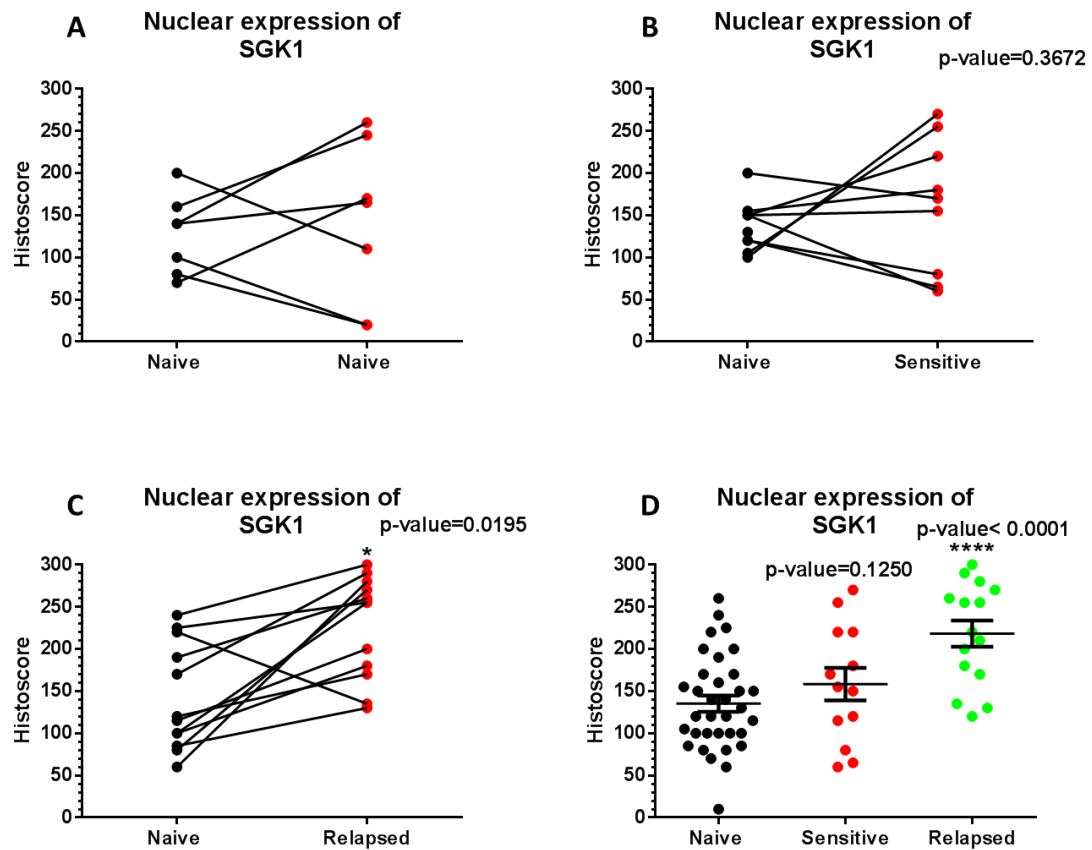 A
Nuclear expression of
SGK1
300
250
200
150
100
50
0
Histoscore
Naive
Naive
B
Nuclear expression of
SGK1
p-value=0.3672
300
250
200
150
100
50
0
Histoscore
Naive
Sensitive
C
Nuclear expression of
SGK1
p-value=0.0195
*
300
250
200
150
100
50
0
Histoscore
Naive
Relapsed
D
Nuclear expression of
SGK1
p-value< 0.0001
****
p-value=0.1250
300
250
200
150
100
50
0
Histoscore
Naive
Sensitive
Relapsed